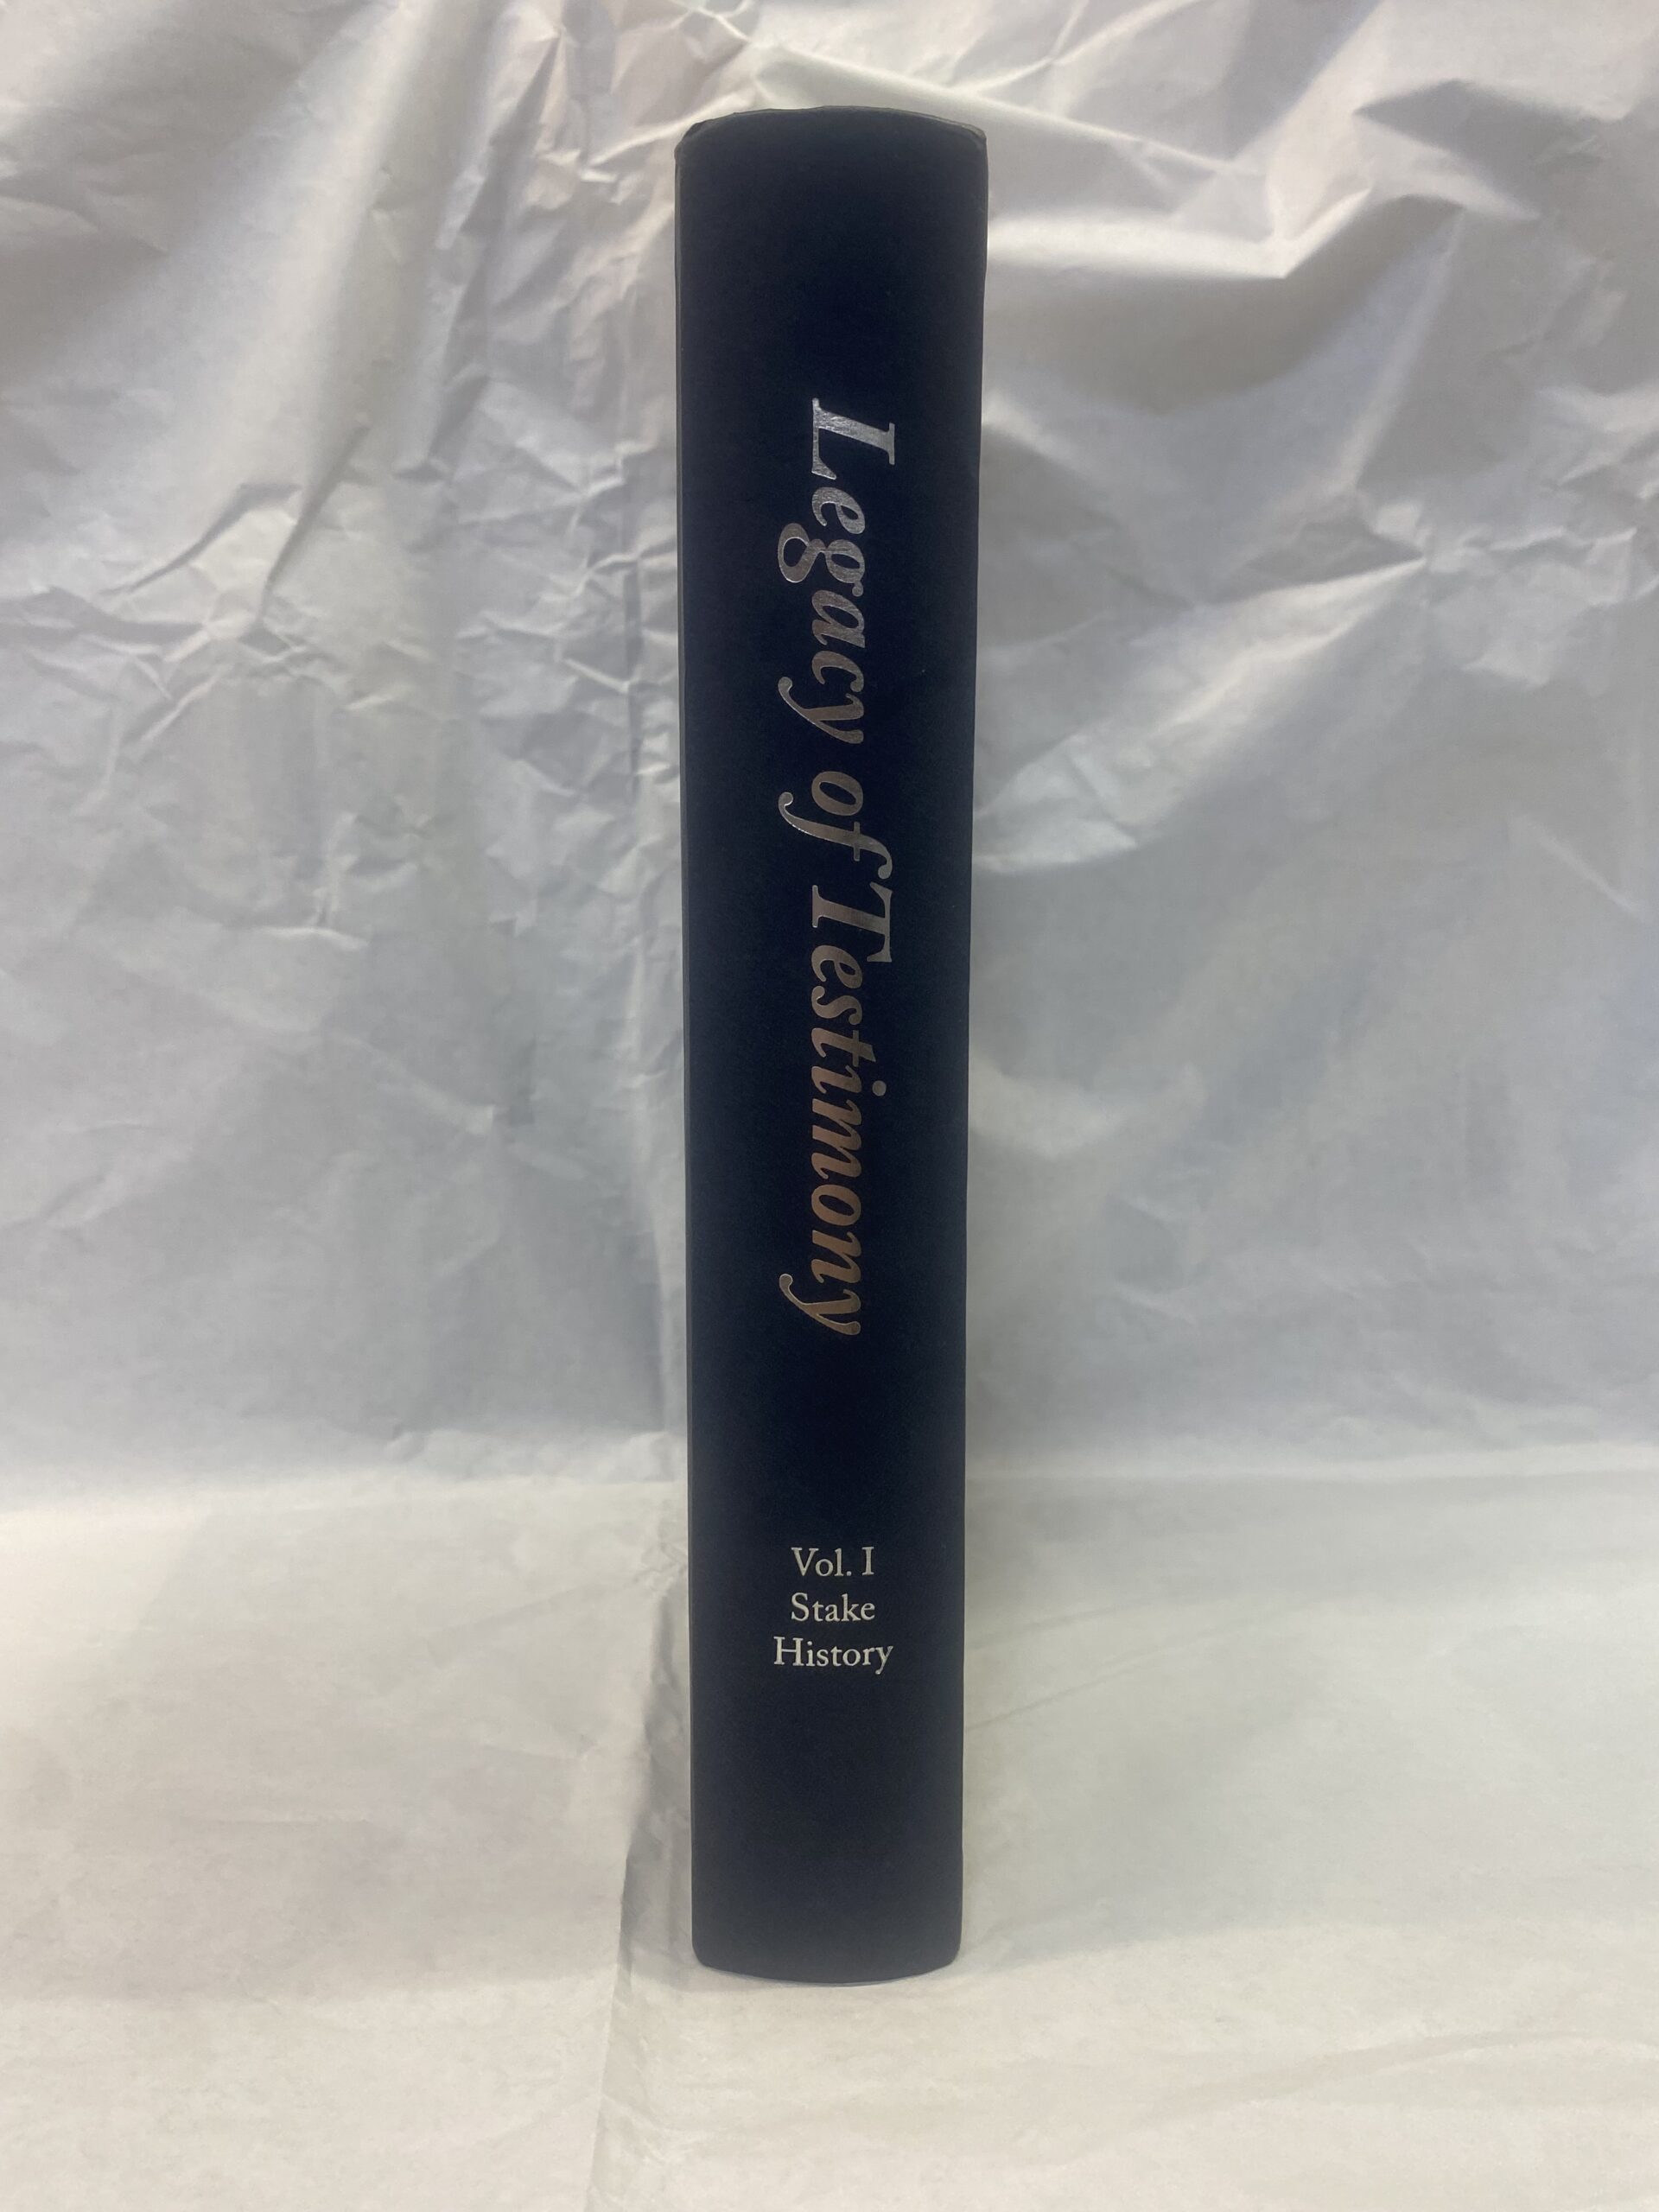 Legacy of Testimony
Vol. I
Stake
History